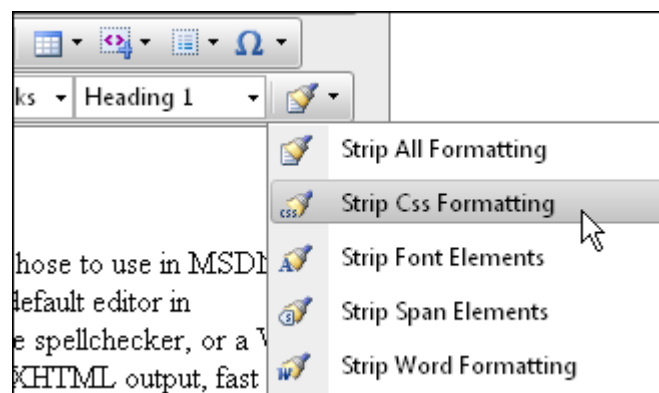 Ω
ks Heading 1
Strip All Formatting
css Strip Css Formatting
A Strip Font Elements
S Strip Span Elements
W Strip Word Formatting
hose to use in MSDN
default editor in
e spellchecker, or a
XHTML output, fast